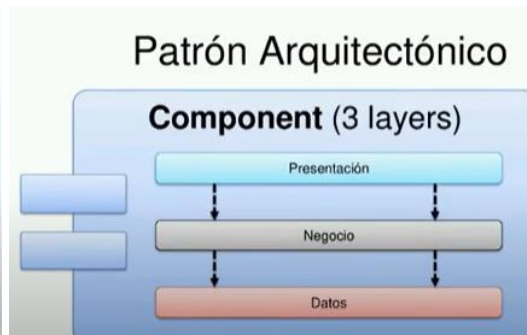 Patrón Arquitectónico
Component (3 layers)
Presentación
Negocio
Datos